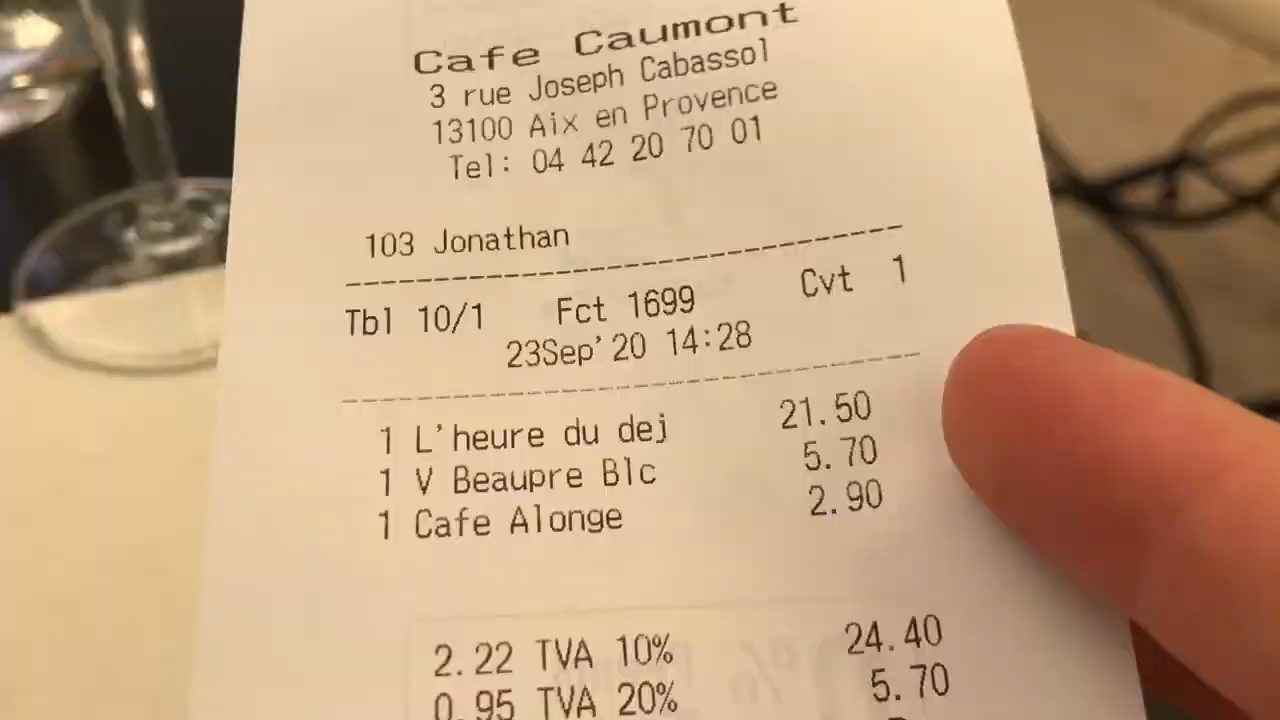 Cafe Caumont
3 rue Joseph Cabassol
13100 Aix en Provence
Tel: 04 42 20 70 01
103 Jonathan
Tbl 10/1 Fct 1699 Cvt 1
23Sep'20 14:28
1 L'heure du dej 21.50
1 V Beaupre Blc 5.70
1 Cafe Alonge 2.90
2.22 TVA 10% 24.40
0.95 TVA 20% 5.70